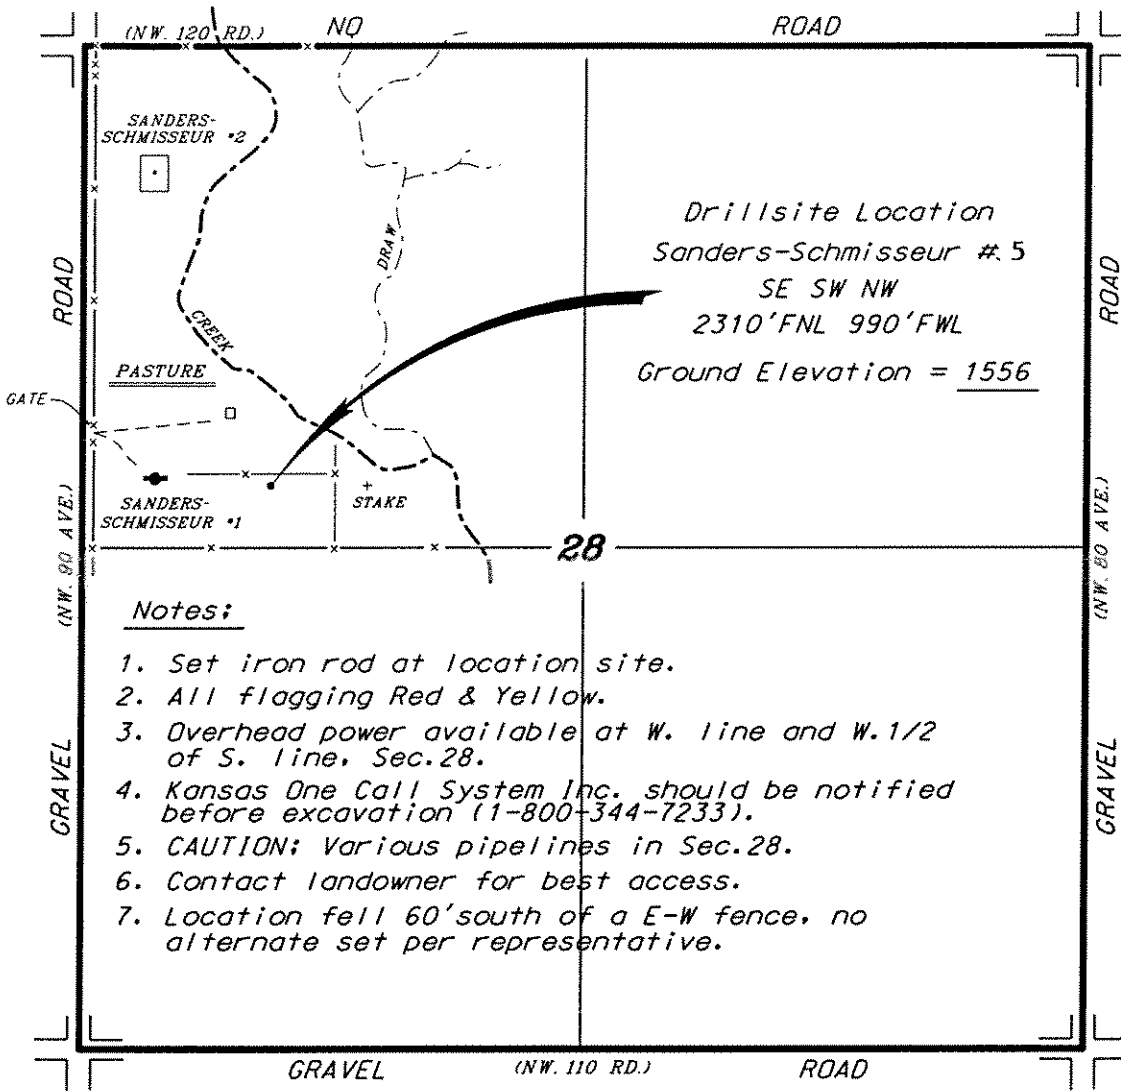 (NW. 120 RD.) NO ROAD
SANDERS-
SCHMISSEUR #2
Drillsite Location
Sanders-Schmisseur #.5
SE SW NW
2310'FNL 990'FWL
Ground Elevation = 1556
DRAW
CREEK
ROAD
ROAD
PASTURE
GATE
SANDERS-
SCHMISSEUR #1
STAKE
(NW. 90 AVE.)
(NW. 80 AVE.)
28
Notes:
1. Set iron rod at location site.
2. All flagging Red & Yellow.
3. Overhead power available at W. line and W.1/2
of S. line, Sec.28.
4. Kansas One Call System Inc. should be notified
before excavation (1-800-344-7233).
5. CAUTION: Various pipelines in Sec.28.
6. Contact landowner for best access.
7. Location fell 60'south of a E-W fence, no
alternate set per representative.
GRAVEL
GRAVEL
GRAVEL (NW. 110 RD.) ROAD